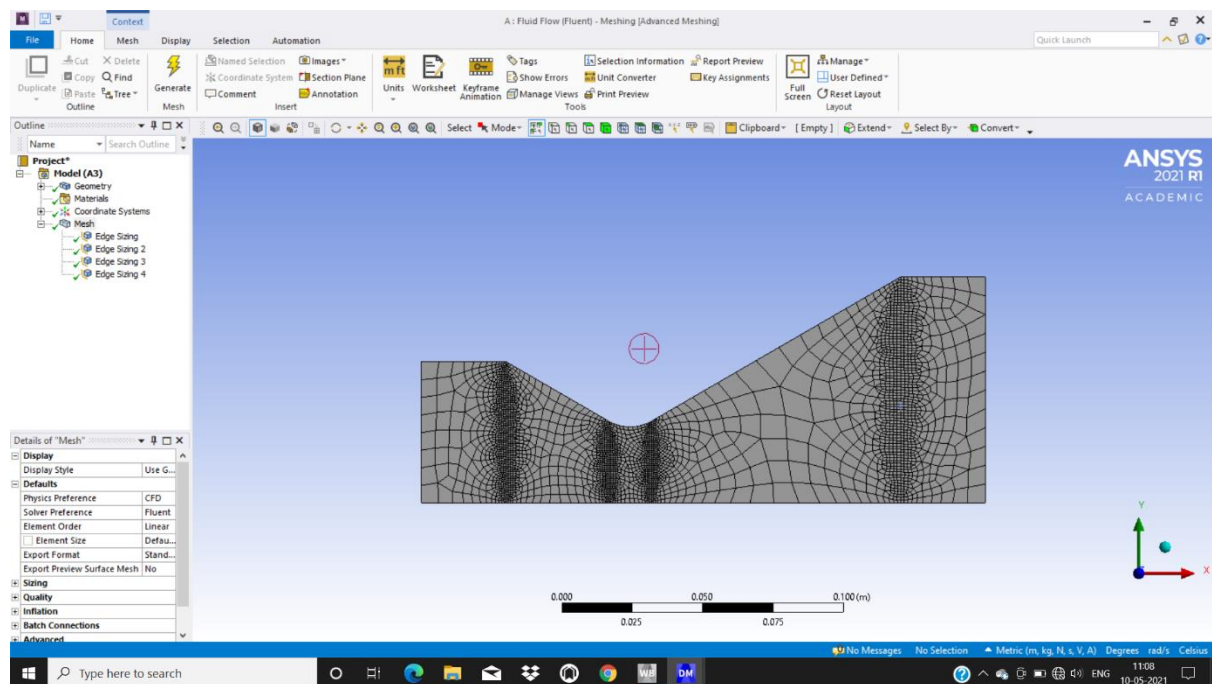 Context
A : Fluid Flow (Fluent) - Meshing [Advanced Meshing]
File Home Mesh Display Selection Automation
Quick Launch
Duplicate
Cut
Copy
Paste
X Delete
Find
Tree
Outline
Generate
Mesh
Named Selection
Coordinate System
Comment
Images
Section Plane
Annotation
Insert
Units
Worksheet
Keyframe
Animation
Tags
Show Errors
Manage Views
Selection Information
Unit Converter
Print Preview
Report Preview
Key Assignments
Tools
Full
Screen
Manage
User Defined
Reset Layout
Layout
Outline
Select Mode Clipboard [Empty] Extend Select By Convert
Name Search Outline
Project*
Model (A3)
Geometry
Materials
Coordinate Systems
Mesh
Edge Sizing
Edge Sizing 2
Edge Sizing 3
Edge Sizing 4
ANSYS
2021 R1
ACADEMIC
Details of "Mesh"
Display
Display Style Use G...
Defaults
Physics Preference CFD
Solver Preference Fluent
Element Order Linear
Element Size Defau...
Export Format Stand...
Export Preview Surface Mesh No
Sizing
Quality
Inflation
Batch Connections
Advanced
Y
X
0.000 0.050 0.100 (m)
0.025 0.075
No Messages No Selection Metric (m, kg, N, s, V, A) Degrees rad/s Celsius
Type here to search
WB
DM
ENG
11:08
10-05-2021